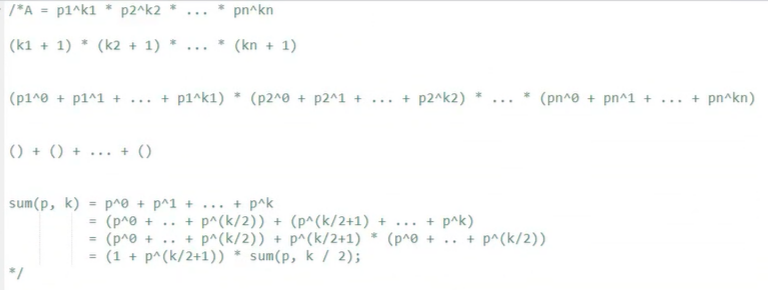 /*A = p1^k1 * p2^k2 * ... * pn^kn
(k1 + 1) * (k2 + 1) * ... * (kn + 1)
(p1^0 + p1^1 + ... + p1^k1) * (p2^0 + p2^1 + ... + p2^k2) * ... * (pn^0 + pn^1 + ... + pn^kn)
() + () + ... + ()
sum(p, k) = p^0 + p^1 + ... + p^k
= (p^0 + .. + p^(k/2)) + (p^(k/2+1) + ... + p^k)
= (p^0 + .. + p^(k/2)) + p^(k/2+1) * (p^0 + .. + p^(k/2))
= (1 + p^(k/2+1)) * sum(p, k / 2);
*/